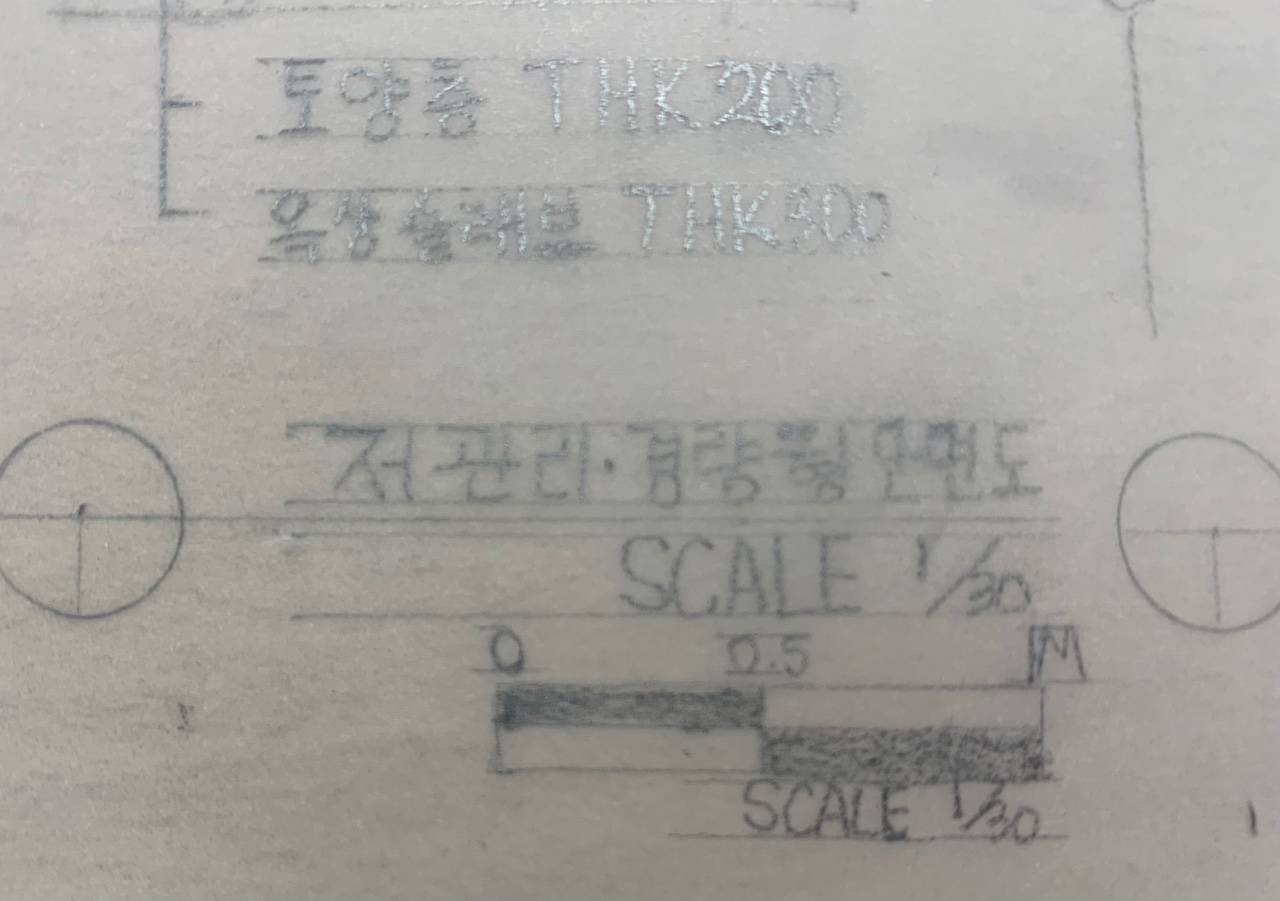 토양층 THK200
옥상슬래브 THK300
저관리·경량형단면도
SCALE 1/30
0 0.5 1M
SCALE 1/30